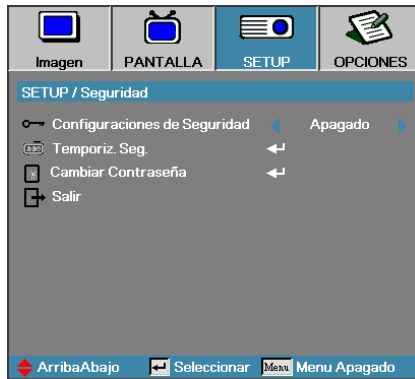 Imagen PANTALLA SETUP OPCIONES
SETUP / Seguridad
Configuraciones de Seguridad Apagado
Temporiz. Seg.
Cambiar Contraseña
Salir
ArribaAbajo Seleccionar Menu Menu Apagado